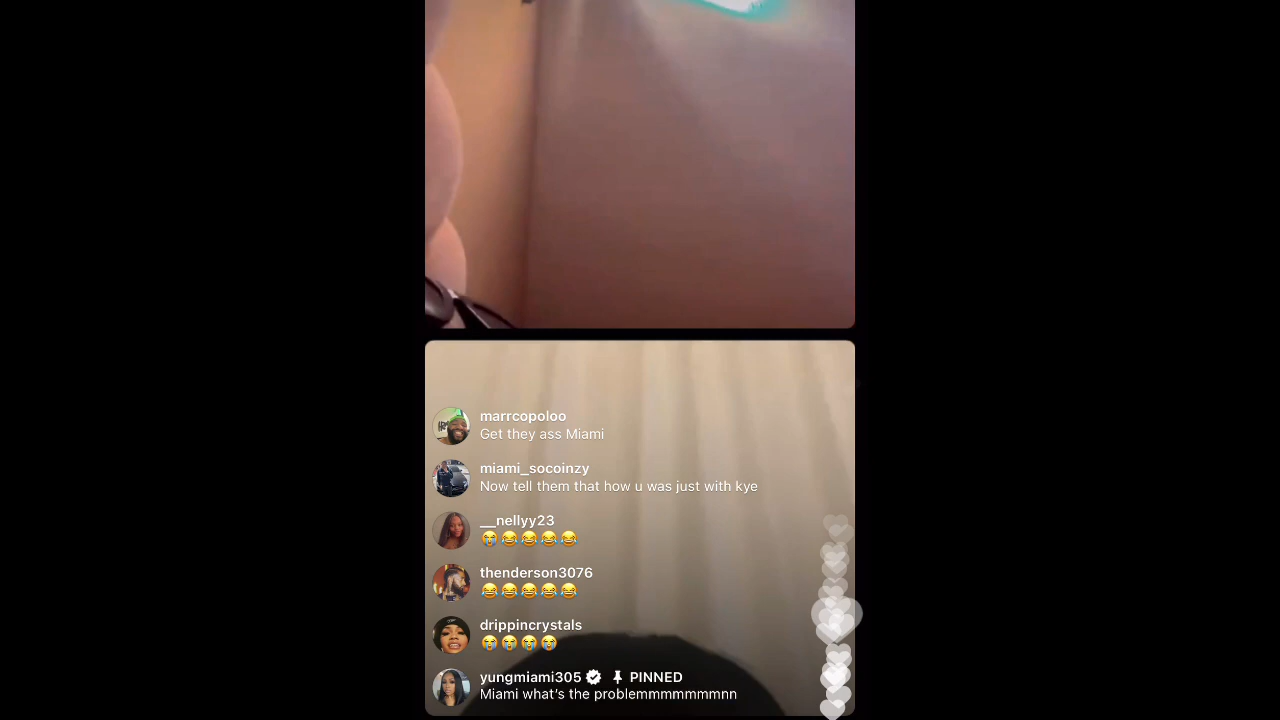 marrcopoloo
Get they ass Miami
miami_socoinzy
Now tell them that how u was just with kye
__nellyy23
😭😂😂😂😂
thenderson3076
😂😂😂😂😂
drippincrystals
😭😭😭😭
yungmiami305 PINNED
Miami what's the problemmmmmmmnn